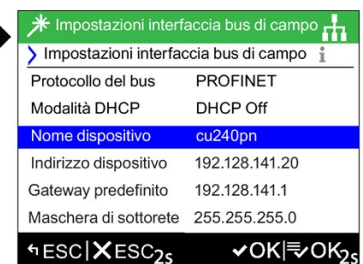 Impostazioni interfaccia bus di campo
Impostazioni interfaccia bus di campo i
Protocollo del bus PROFINET
Modalità DHCP DHCP Off
Nome dispositivo cu240pn
Indirizzo dispositivo 192.128.141.20
Gateway predefinito 192.128.141.1
Maschera di sottorete 255.255.255.0
ESC|ESC2s OK|OK2s